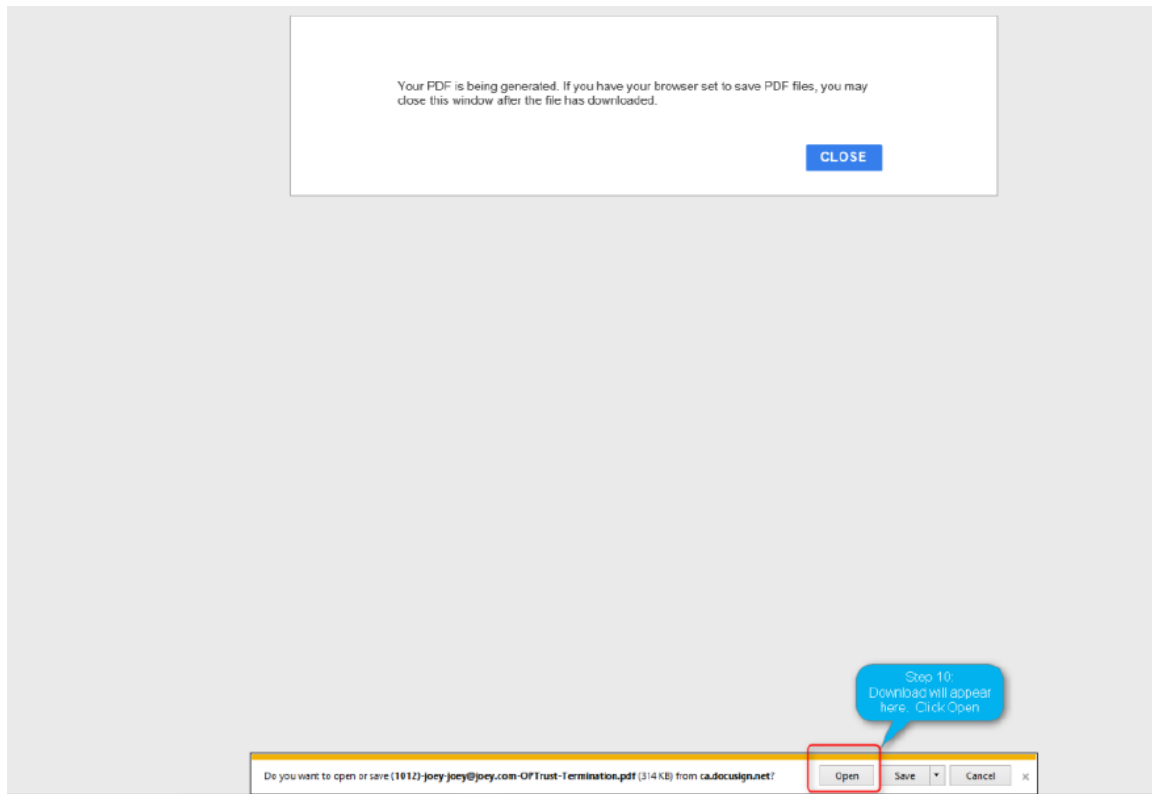 Your PDF is being generated. If you have your browser set to save PDF files, you may
close this window after the file has downloaded.
CLOSE
Step 10:
Download will appear
here. Click Open
Do you want to open or save (1012)-joey-joey@joey.com-OPTrust-Termination.pdf (314 KB) from ca.docusign.net?
Open
Save
Cancel